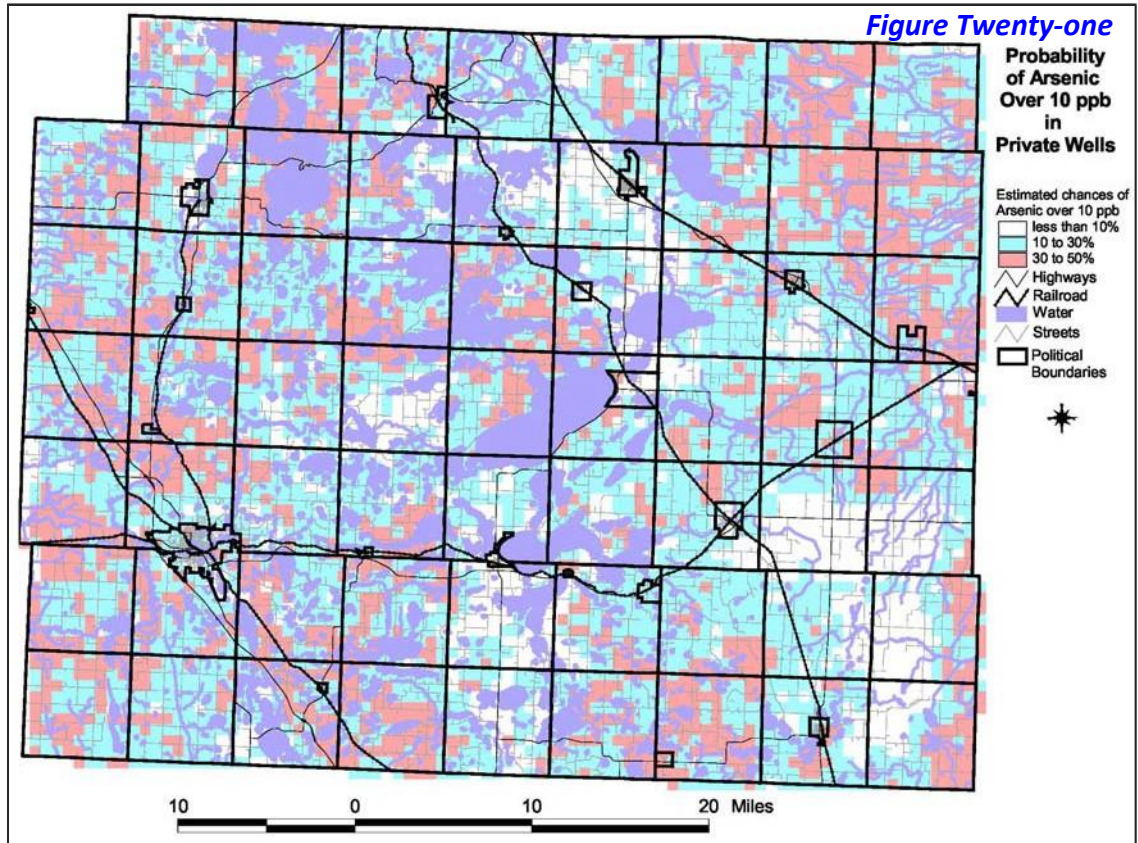 Figure Twenty-one
Probability
of Arsenic
Over 10 ppb
in
Private Wells
Estimated chances of
Arsenic over 10 ppb
less than 10%
10 to 30%
30 to 50%
Highways
Railroad
Water
Streets
Political
Boundaries
10 0 10 20 Miles